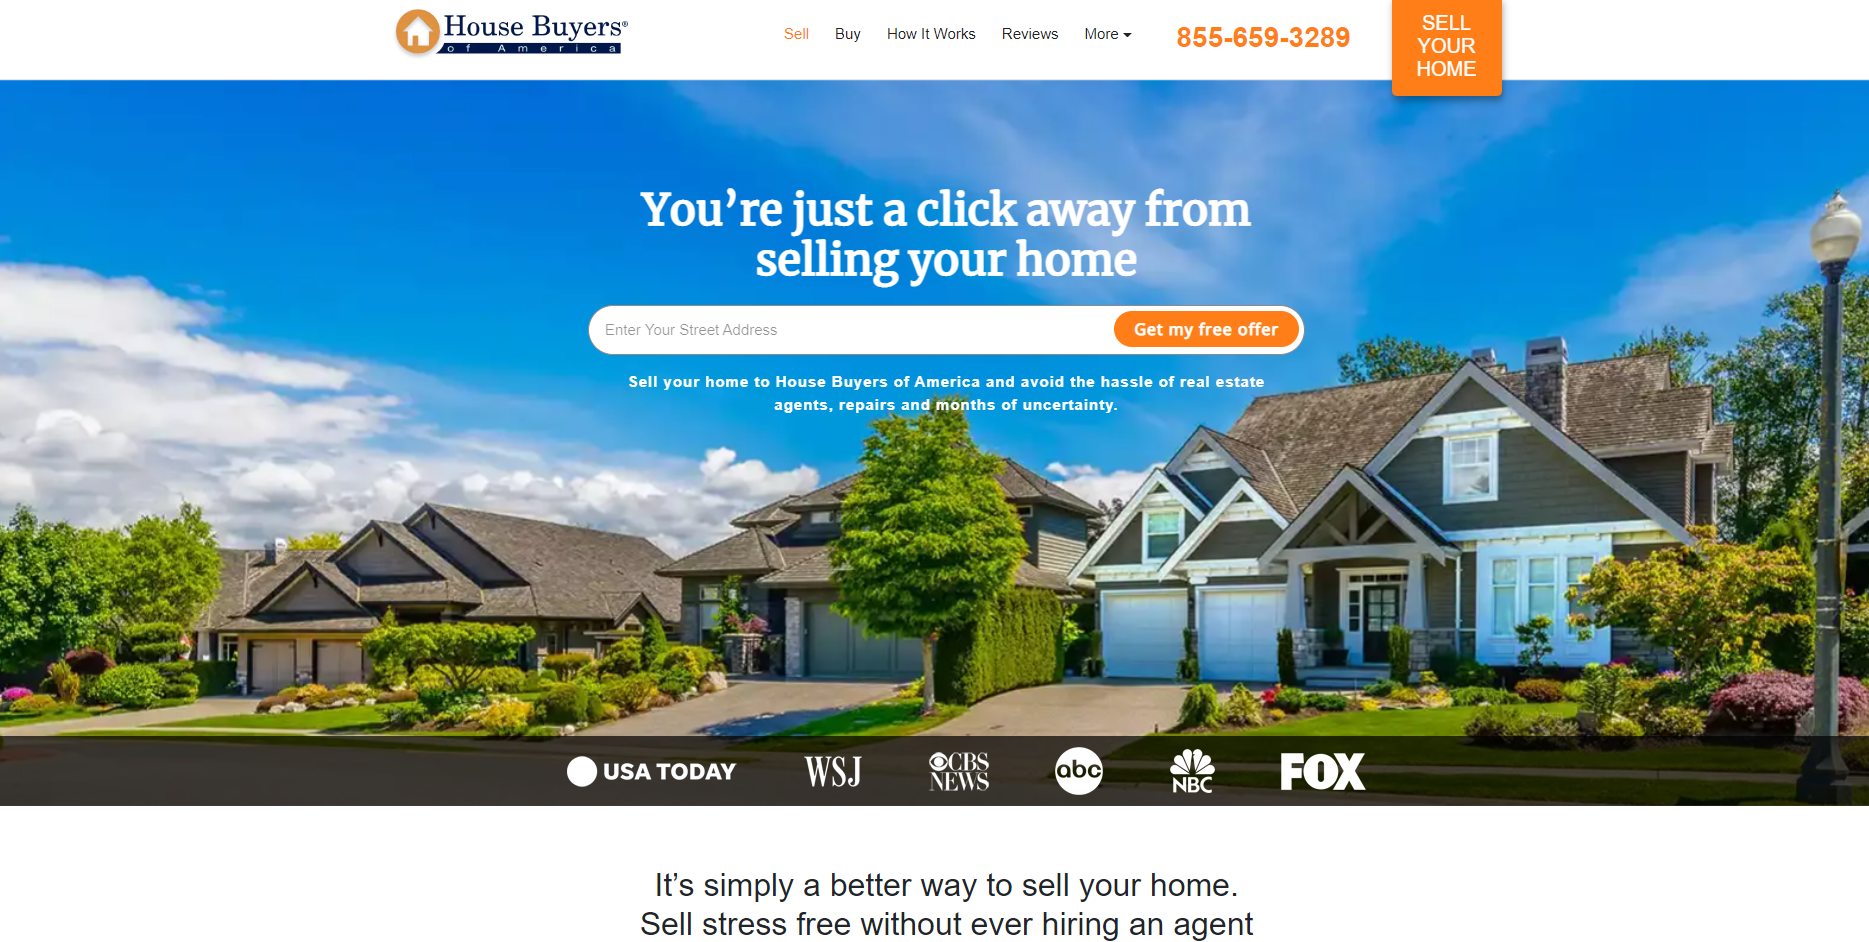 House Buyers®
of America
Sell
Buy
How It Works
Reviews
More
855-659-3289
SELL
YOUR
HOME
You’re just a click away from
selling your home
Enter Your Street Address
Get my free offer
Sell your home to House Buyers of America and avoid the hassle of real estate
agents, repairs and months of uncertainty.
USA TODAY
WSJ
CBS
NEWS
abc
NBC
FOX
It’s simply a better way to sell your home.
Sell stress free without ever hiring an agent